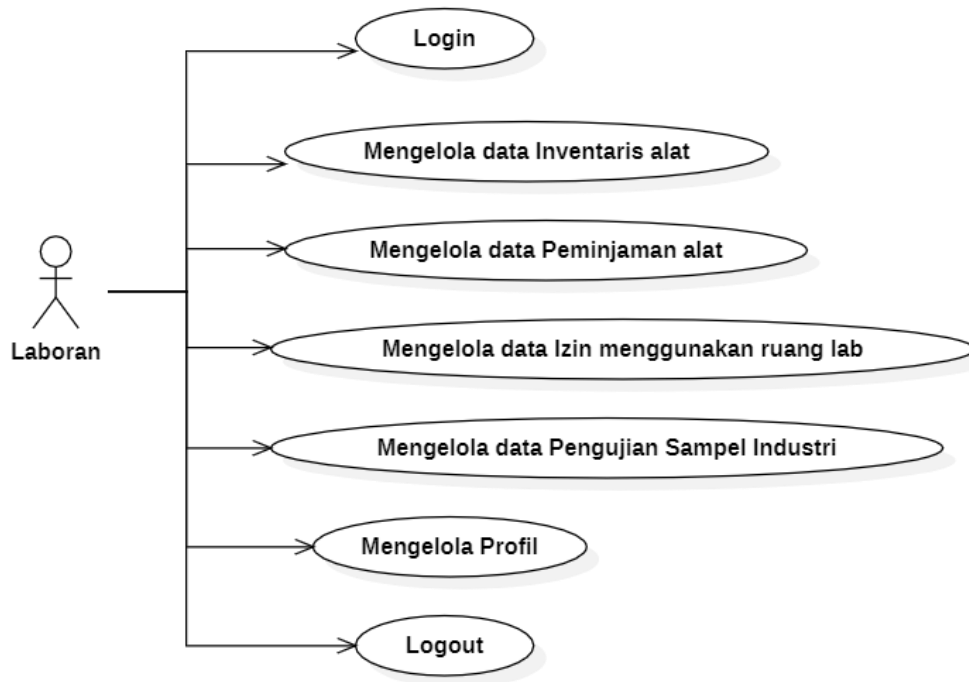 Login
Mengelola data Inventaris alat
Mengelola data Peminjaman alat
Laboran
Mengelola data Izin menggunakan ruang lab
Mengelola data Pengujian Sampel Industri
Mengelola Profil
Logout